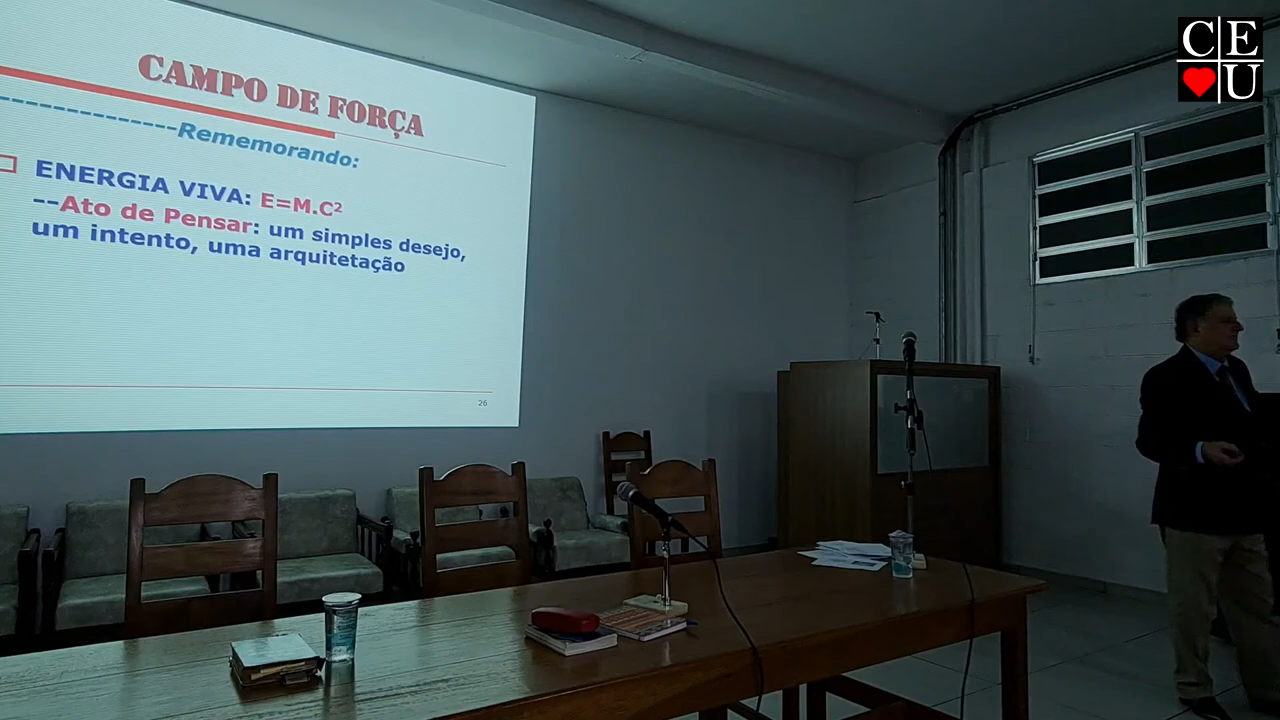 CAMPO DE FORÇA
------------Rememorando:
ENERGIA VIVA: E=M.C²
--Ato de Pensar: um simples desejo,
um intento, uma arquitetação
26
CE
U